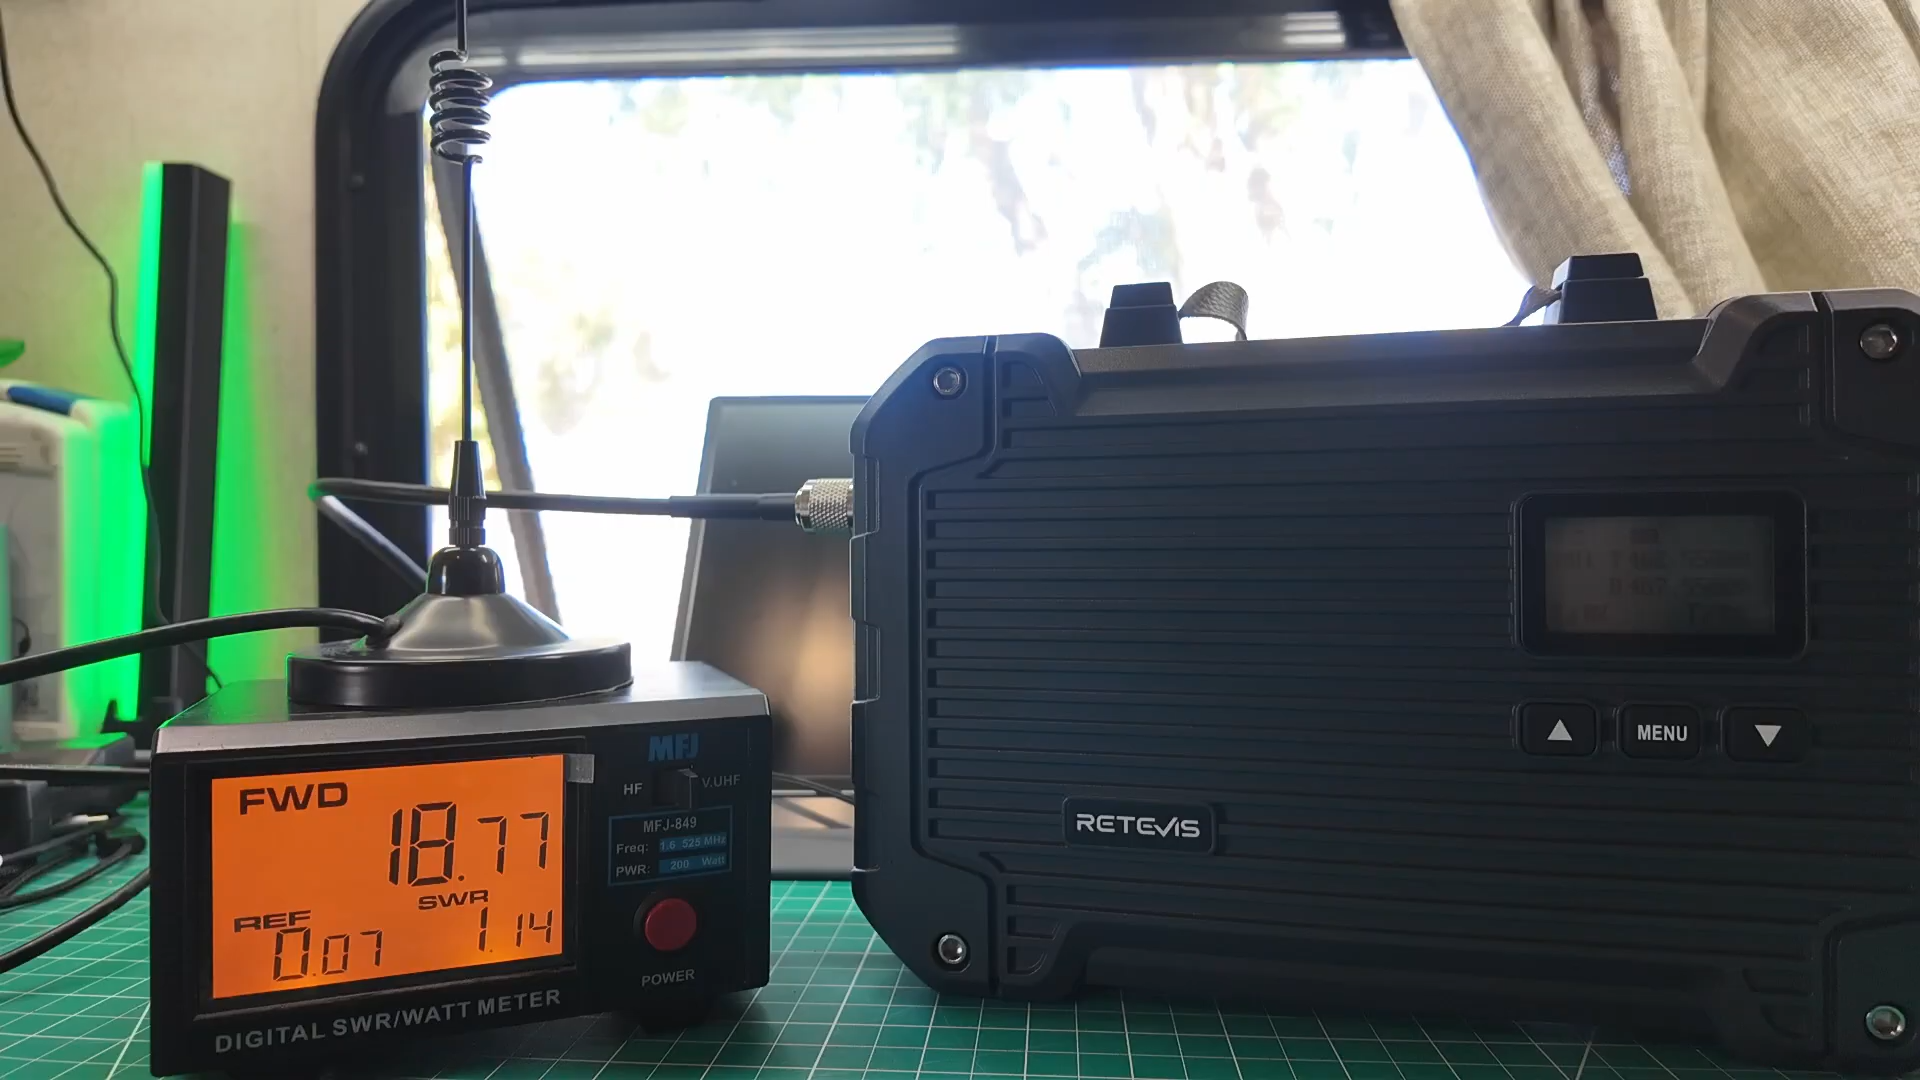 FWD
18.77
SWR
REF
0.07
1.14
DIGITAL SWR/WATT METER
MFJ
HF
V.UHF
MFJ-849
Freq: 1.6 525 MHz
PWR: 200 Watt
POWER
RETEVIS
MENU